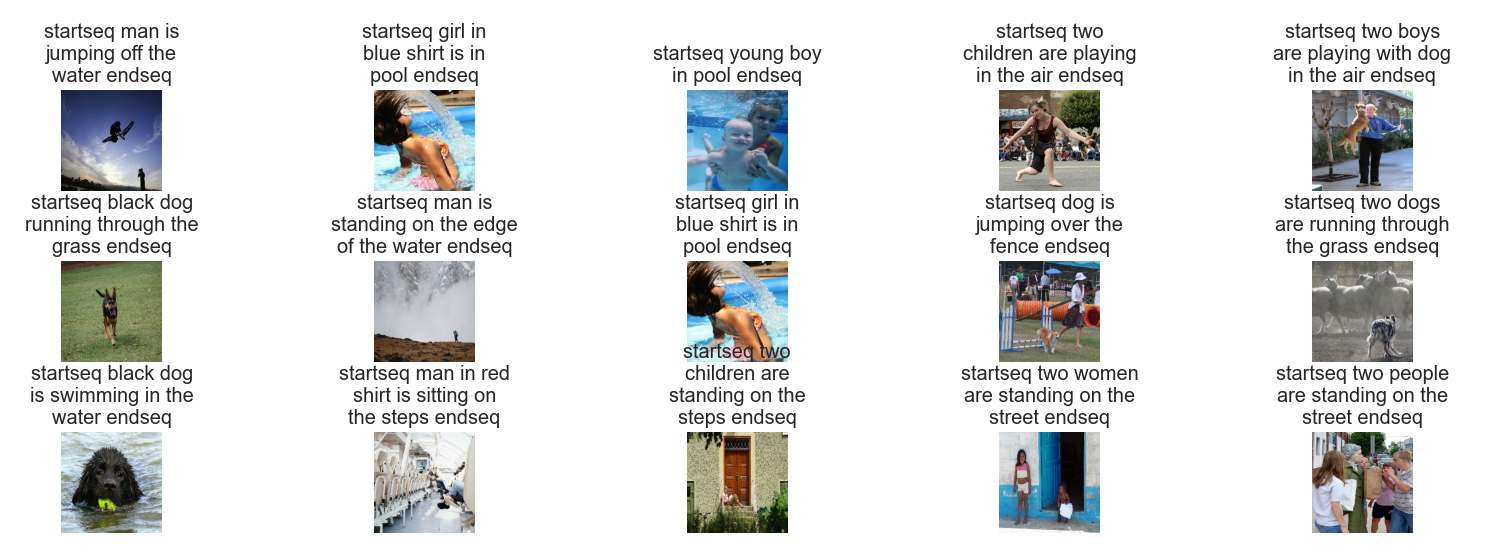 startseq man is
jumping off the
water endseq
startseq girl in
blue shirt is in
pool endseq
startseq young boy
in pool endseq
startseq two
children are playing
in the air endseq
startseq two boys
are playing with dog
in the air endseq
startseq black dog
running through the
grass endseq
startseq man is
standing on the edge
of the water endseq
startseq girl in
blue shirt is in
pool endseq
startseq dog is
jumping over the
fence endseq
startseq two dogs
are running through
the grass endseq
startseq black dog
is swimming in the
water endseq
startseq man in red
shirt is sitting on
the steps endseq
startseq two
children are
standing on the
steps endseq
startseq two women
are standing on the
street endseq
startseq two people
are standing on the
street endseq